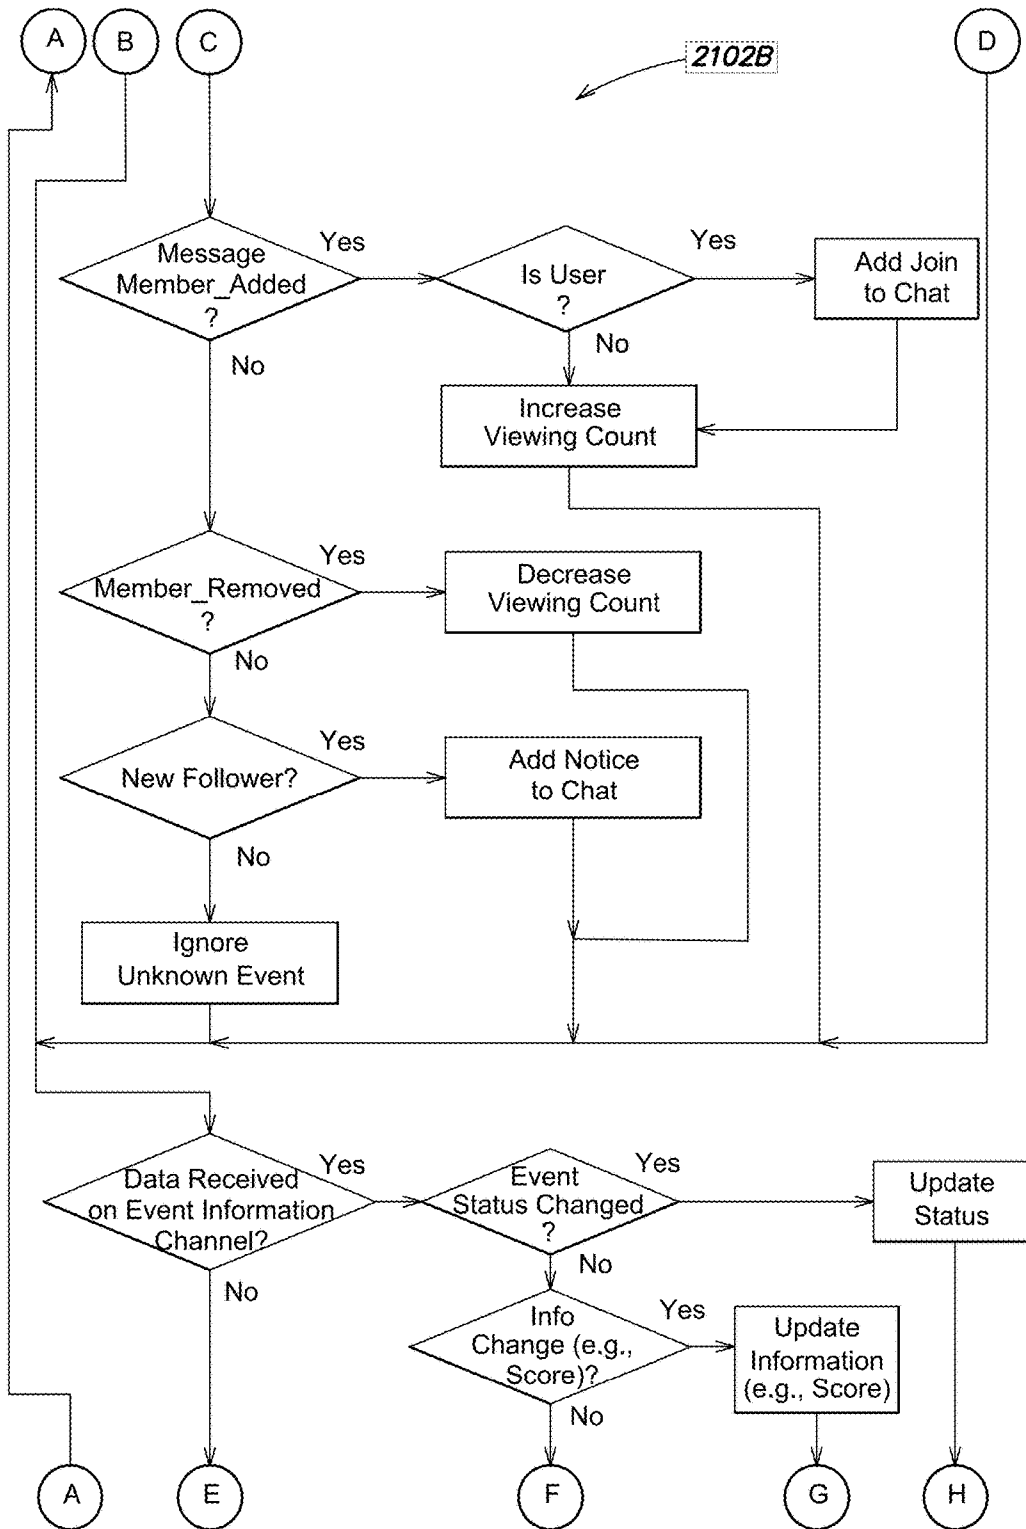 A
B
C
D
2102B
Message
Member_Added
?
Yes
No
Is User
?
Yes
No
Add Join
to Chat
Increase
Viewing Count
Member_Removed
?
Yes
No
Decrease
Viewing Count
New Follower?
Yes
No
Add Notice
to Chat
Ignore
Unknown Event
Data Received
on Event Information
Channel?
Yes
No
Event
Status Changed
?
Yes
No
Update
Status
Info
Change (e.g.,
Score)?
Yes
No
Update
Information
(e.g., Score)
A
E
F
G
H